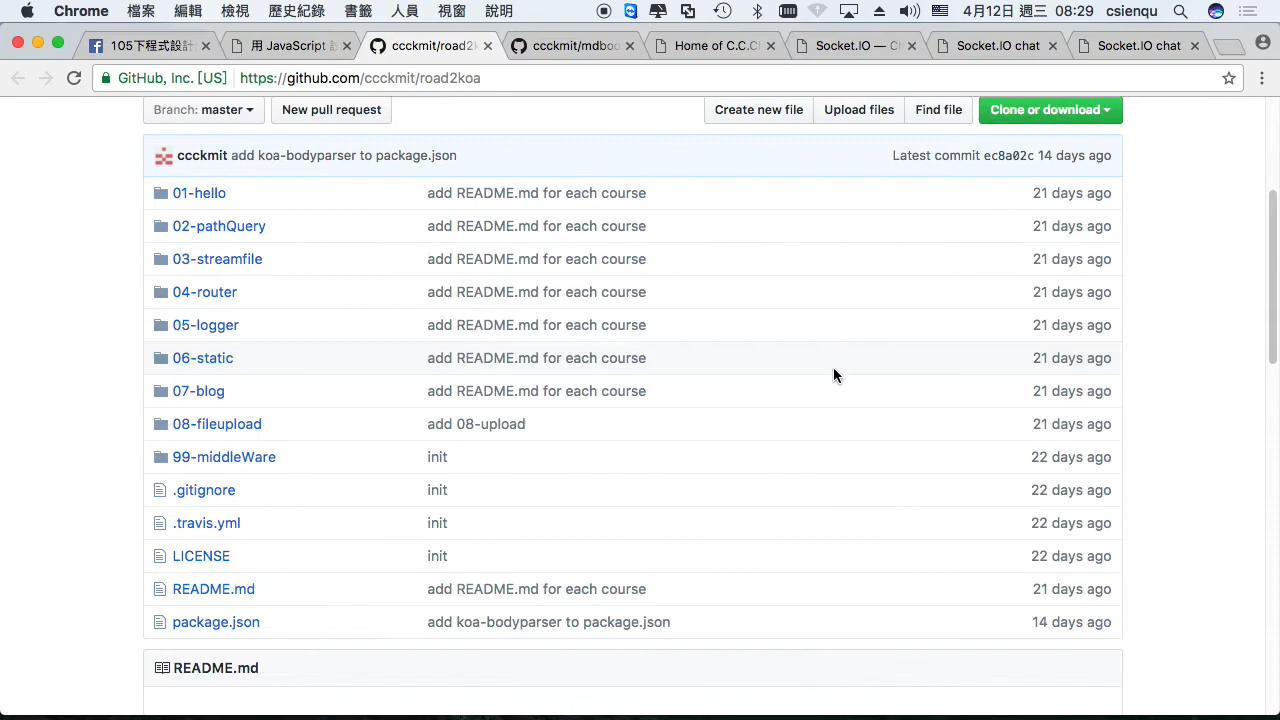 Chrome 檔案 編輯 檢視 歷史紀錄 書籤 人員 視窗 說明 4月12日 週三 08:29 csienqu
105下程式設計 用 JavaScript 設 ccckmit/road2k ccckmit/mdboo Home of C.C.C Socket.IO — C Socket.IO chat Socket.IO chat
GitHub, Inc. [US] https://github.com/ccckmit/road2koa
Branch: master New pull request Create new file Upload files Find file Clone or download
ccckmit add koa-bodyparser to package.json Latest commit ec8a02c 14 days ago
01-hello add README.md for each course 21 days ago
02-pathQuery add README.md for each course 21 days ago
03-streamfile add README.md for each course 21 days ago
04-router add README.md for each course 21 days ago
05-logger add README.md for each course 21 days ago
06-static add README.md for each course 21 days ago
07-blog add README.md for each course 21 days ago
08-fileupload add 08-upload 21 days ago
99-middleWare init 22 days ago
.gitignore init 22 days ago
.travis.yml init 22 days ago
LICENSE init 22 days ago
README.md add README.md for each course 21 days ago
package.json add koa-bodyparser to package.json 14 days ago
README.md